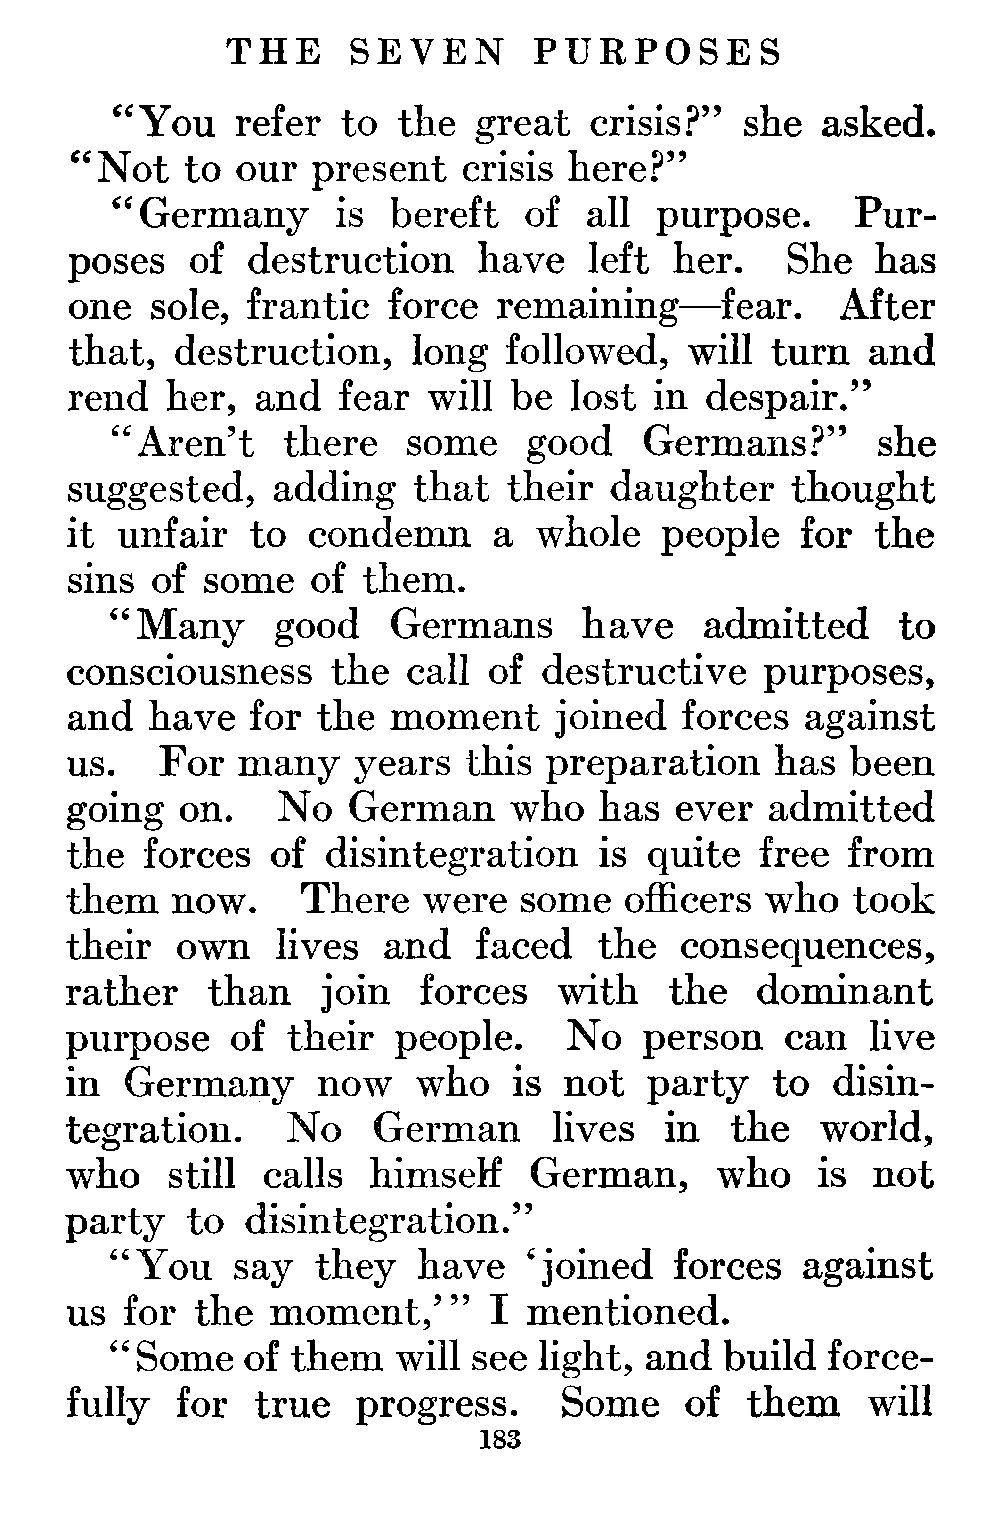 THE SEVEN PURPOSES
“You refer to the great crisis?” she asked.
“Not to our present crisis here?”
“Germany is bereft of all purpose. Pur-
poses of destruction have left her. She has
one sole, frantic force remaining—fear. After
that, destruction, long followed, will turn and
rend her, and fear will be lost in despair.”
“Aren’t there some good Germans?” she
suggested, adding that their daughter thought
it unfair to condemn a whole people for the
sins of some of them.
“Many good Germans have admitted to
consciousness the call of destructive purposes,
and have for the moment joined forces against
us. For many years this preparation has been
going on. No German who has ever admitted
the forces of disintegration is quite free from
them now. There were some officers who took
their own lives and faced the consequences,
rather than join forces with the dominant
purpose of their people. No person can live
in Germany now who is not party to disin-
tegration. No German lives in the world,
who still calls himself German, who is not
party to disintegration.”
“You say they have ‘joined forces against
us for the moment,’” I mentioned.
“Some of them will see light, and build force-
fully for true progress. Some of them will
183